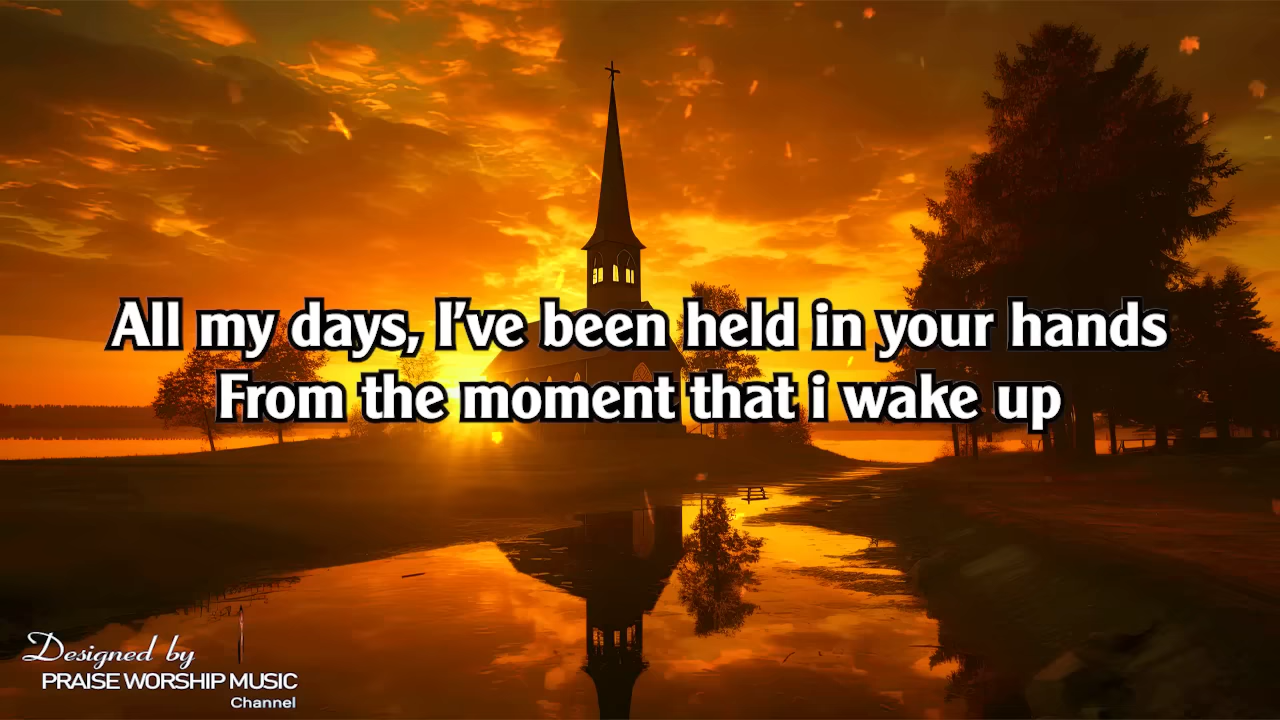 All my days, I've been held in your hands
From the moment that i wake up
Designed by
PRAISE WORSHIP MUSIC
Channel